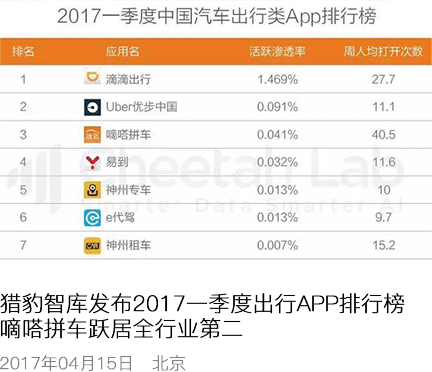 2017一季度中国汽车出行类App排行榜
排名 应用名 活跃渗透率 周人均打开次数
1 滴滴出行 1.469% 27.7
2 Uber优步中国 0.091% 11.1
3 嘀嗒拼车 0.041% 40.5
4 易到 0.032% 11.6
5 神州专车 0.013% 10
6 e代驾 0.013% 9.7
7 神州租车 0.007% 15.2
Cheetah Lab
Smarter Data Smarter AI
猎豹智库发布2017一季度出行APP排行榜
嘀嗒拼车跃居全行业第二
2017年04月15日 北京